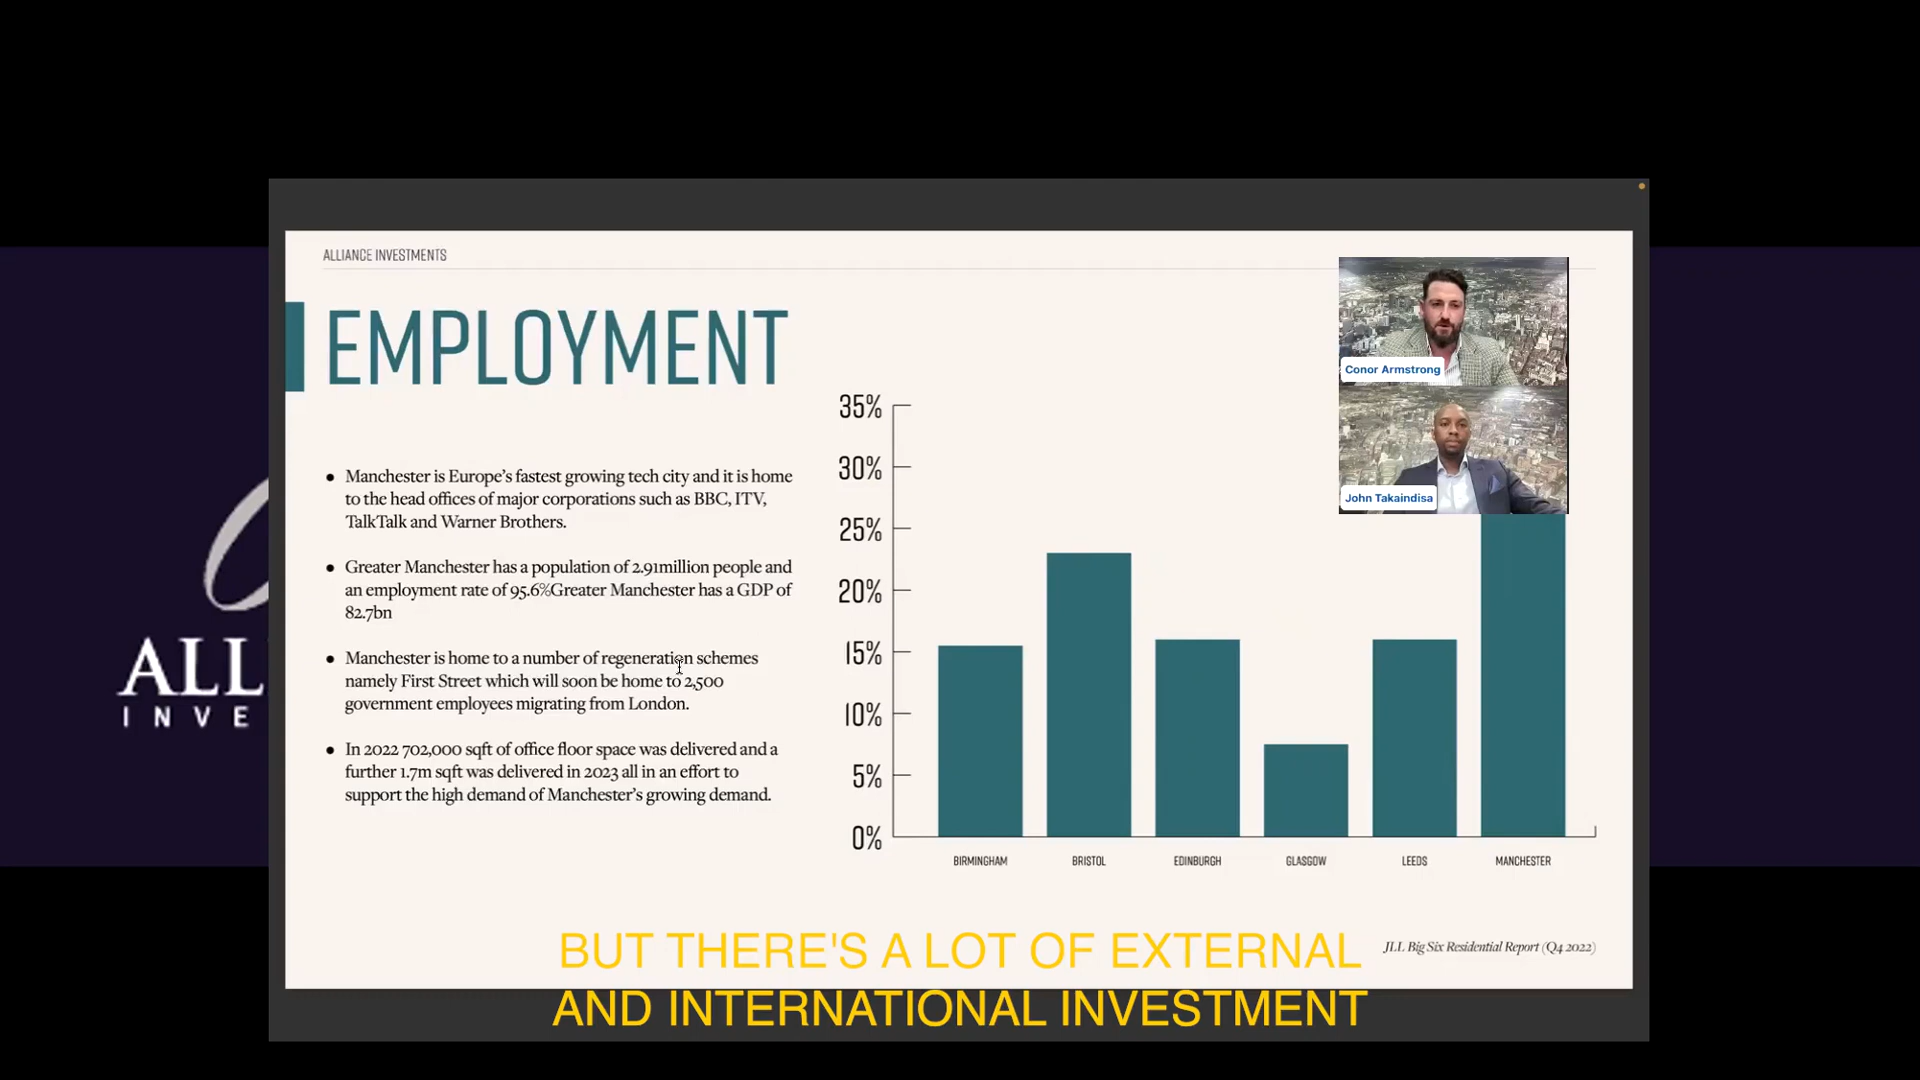 ALLIANCE INVESTMENTS
EMPLOYMENT
• Manchester is Europe's fastest growing tech city and it is home
to the head offices of major corporations such as BBC, ITV,
TalkTalk and Warner Brothers.
• Greater Manchester has a population of 2.91million people and
an employment rate of 95.6%Greater Manchester has a GDP of
82.7bn
• Manchester is home to a number of regeneration schemes
namely First Street which will soon be home to 2,500
government employees migrating from London.
• In 2022 702,000 sqft of office floor space was delivered and a
further 1.7m sqft was delivered in 2023 all in an effort to
support the high demand of Manchester's growing demand.
35%
30%
25%
20%
15%
10%
5%
0%
BIRMINGHAM
BRISTOL
EDINBURGH
GLASGOW
LEEDS
MANCHESTER
Conor Armstrong
John Takaindisa
JLL Big Six Residential Report (Q4 2022)
ALL
INVE
BUT THERE'S A LOT OF EXTERNAL
AND INTERNATIONAL INVESTMENT